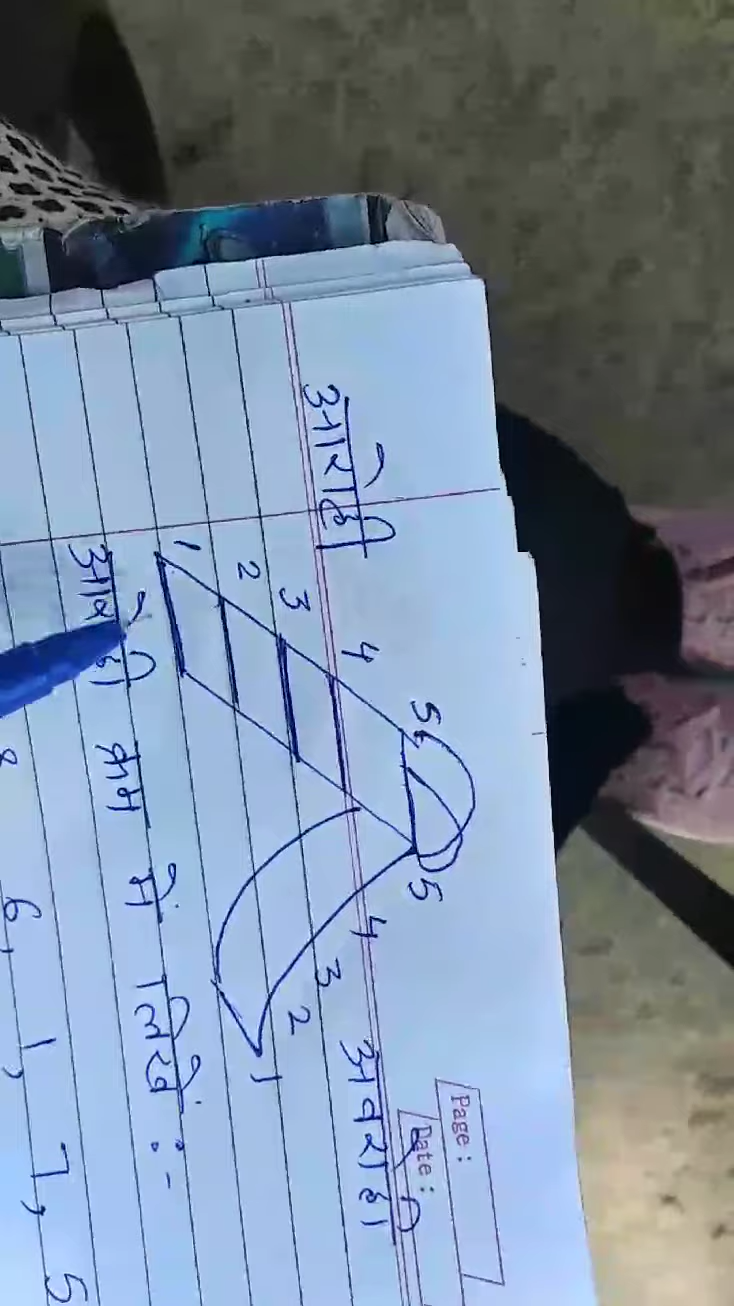 Page :
Date :
आरोही
अवरोही
5 5
4 4
3 3
2 2
1 1
आरोही क्रम में लिखें :-
8 6, 1, 7, 5